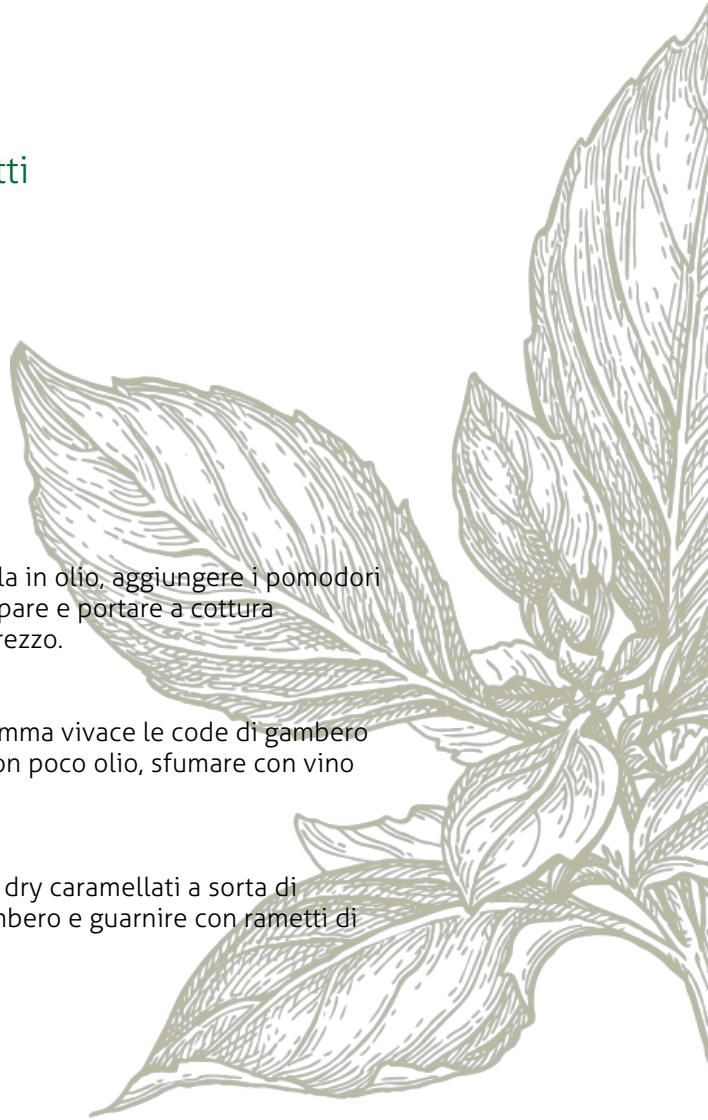 tti
la in olio, aggiungere i pomodori
pare e portare a cottura
rezzo.
mma vivace le code di gambero
on poco olio, sfumare con vino
dry caramellati a sorta di
mbero e guarnire con rametti di